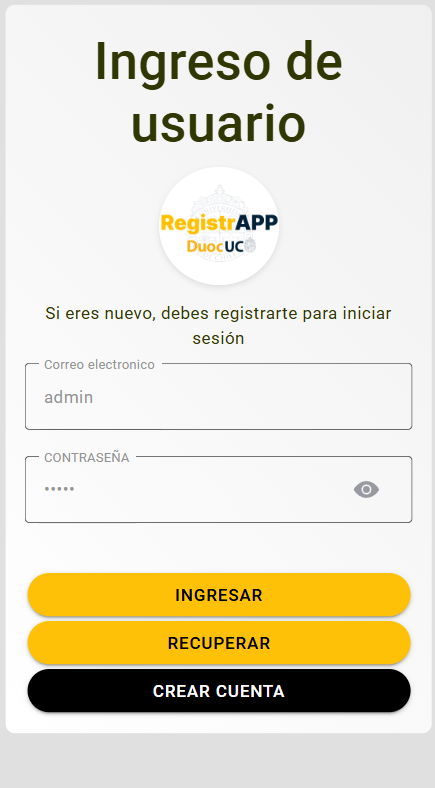 Ingreso de
usuario
RegistrAPP
DuocUC
Si eres nuevo, debes registrarte para iniciar
sesión
Correo electronico
admin
CONTRASEÑA
•••••
INGRESAR
RECUPERAR
CREAR CUENTA